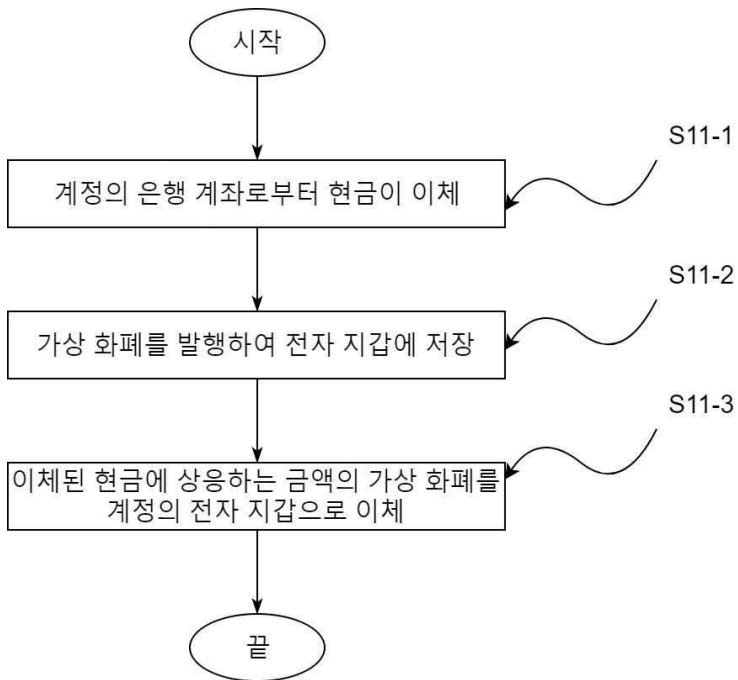 시작
S11-1
계정의 은행 계좌로부터 현금이 이체
S11-2
가상 화폐를 발행하여 전자 지갑에 저장
S11-3
이체된 현금에 상응하는 금액의 가상 화폐를
계정의 전자 지갑으로 이체
끝